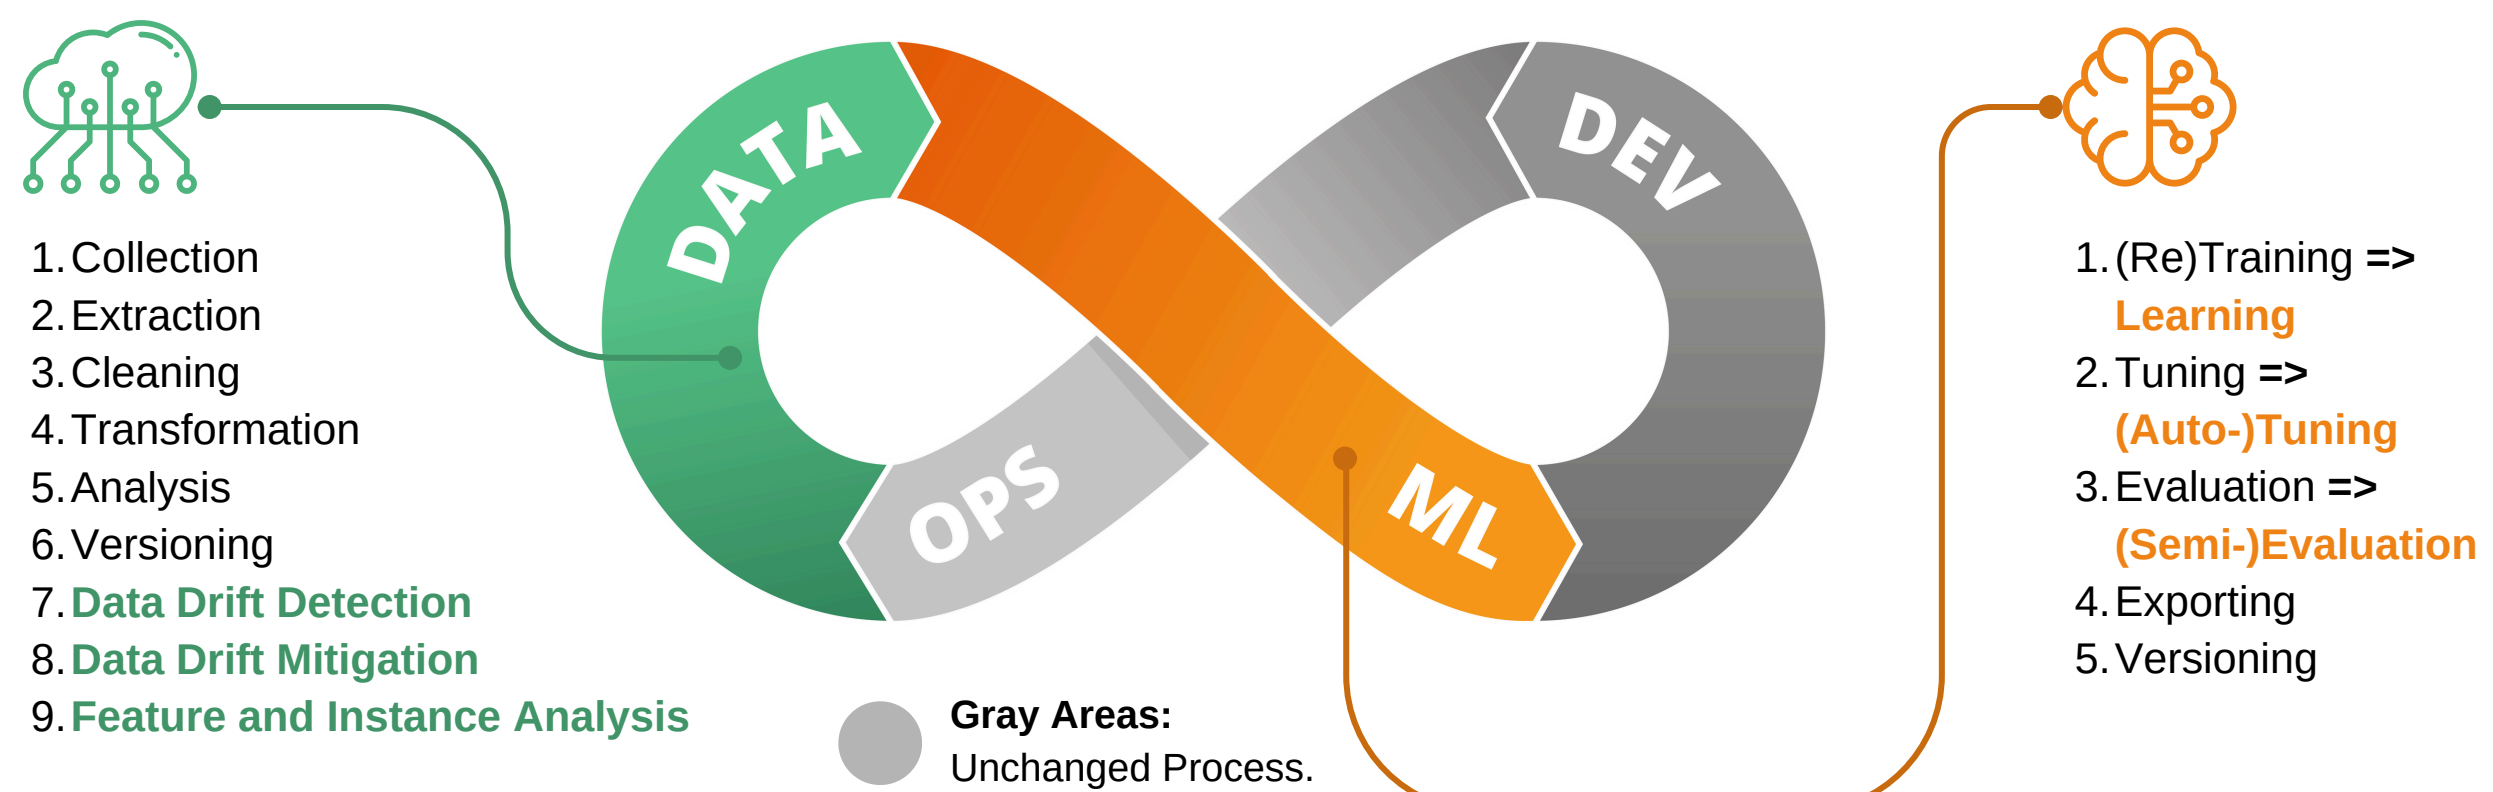 DATA
DEV
OPS
ML
1. Collection
2. Extraction
3. Cleaning
4. Transformation
5. Analysis
6. Versioning
7. Data Drift Detection
8. Data Drift Mitigation
9. Feature and Instance Analysis
Gray Areas:
Unchanged Process.
1. (Re)Training =>
Learning
2. Tuning =>
(Auto-)Tuning
3. Evaluation =>
(Semi-)Evaluation
4. Exporting
5. Versioning